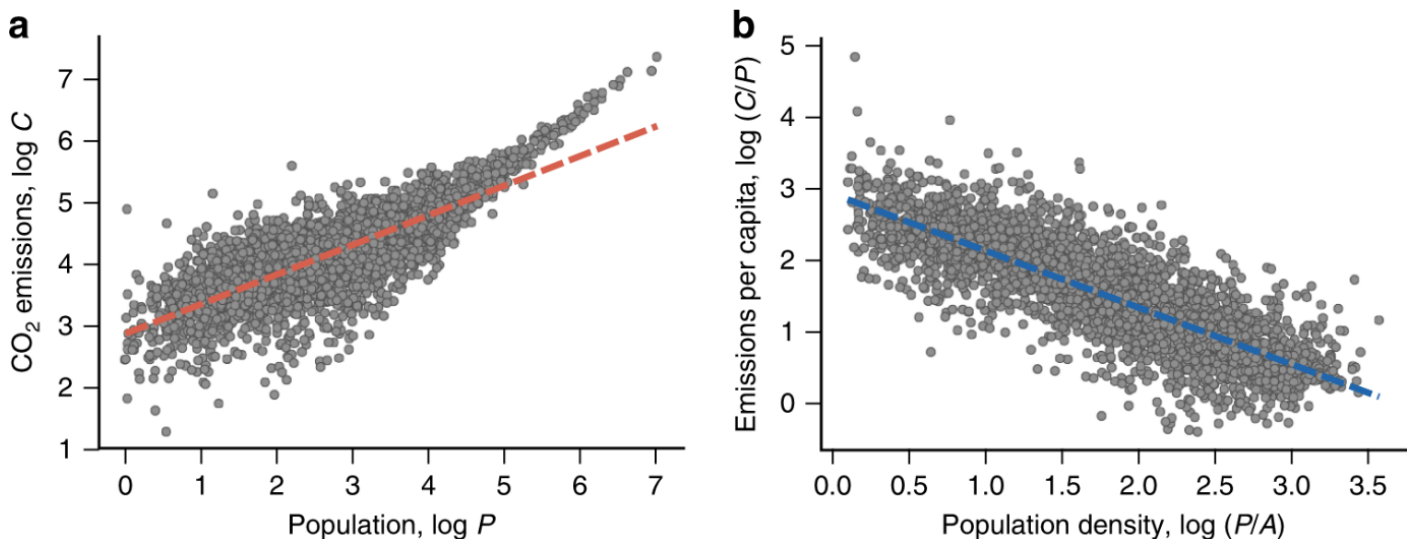 a
CO₂ emissions, log C
7
6
5
4
3
2
1
0 1 2 3 4 5 6 7
Population, log P
b
Emissions per capita, log (C/P)
5
4
3
2
1
0
0.0 0.5 1.0 1.5 2.0 2.5 3.0 3.5
Population density, log (P/A)